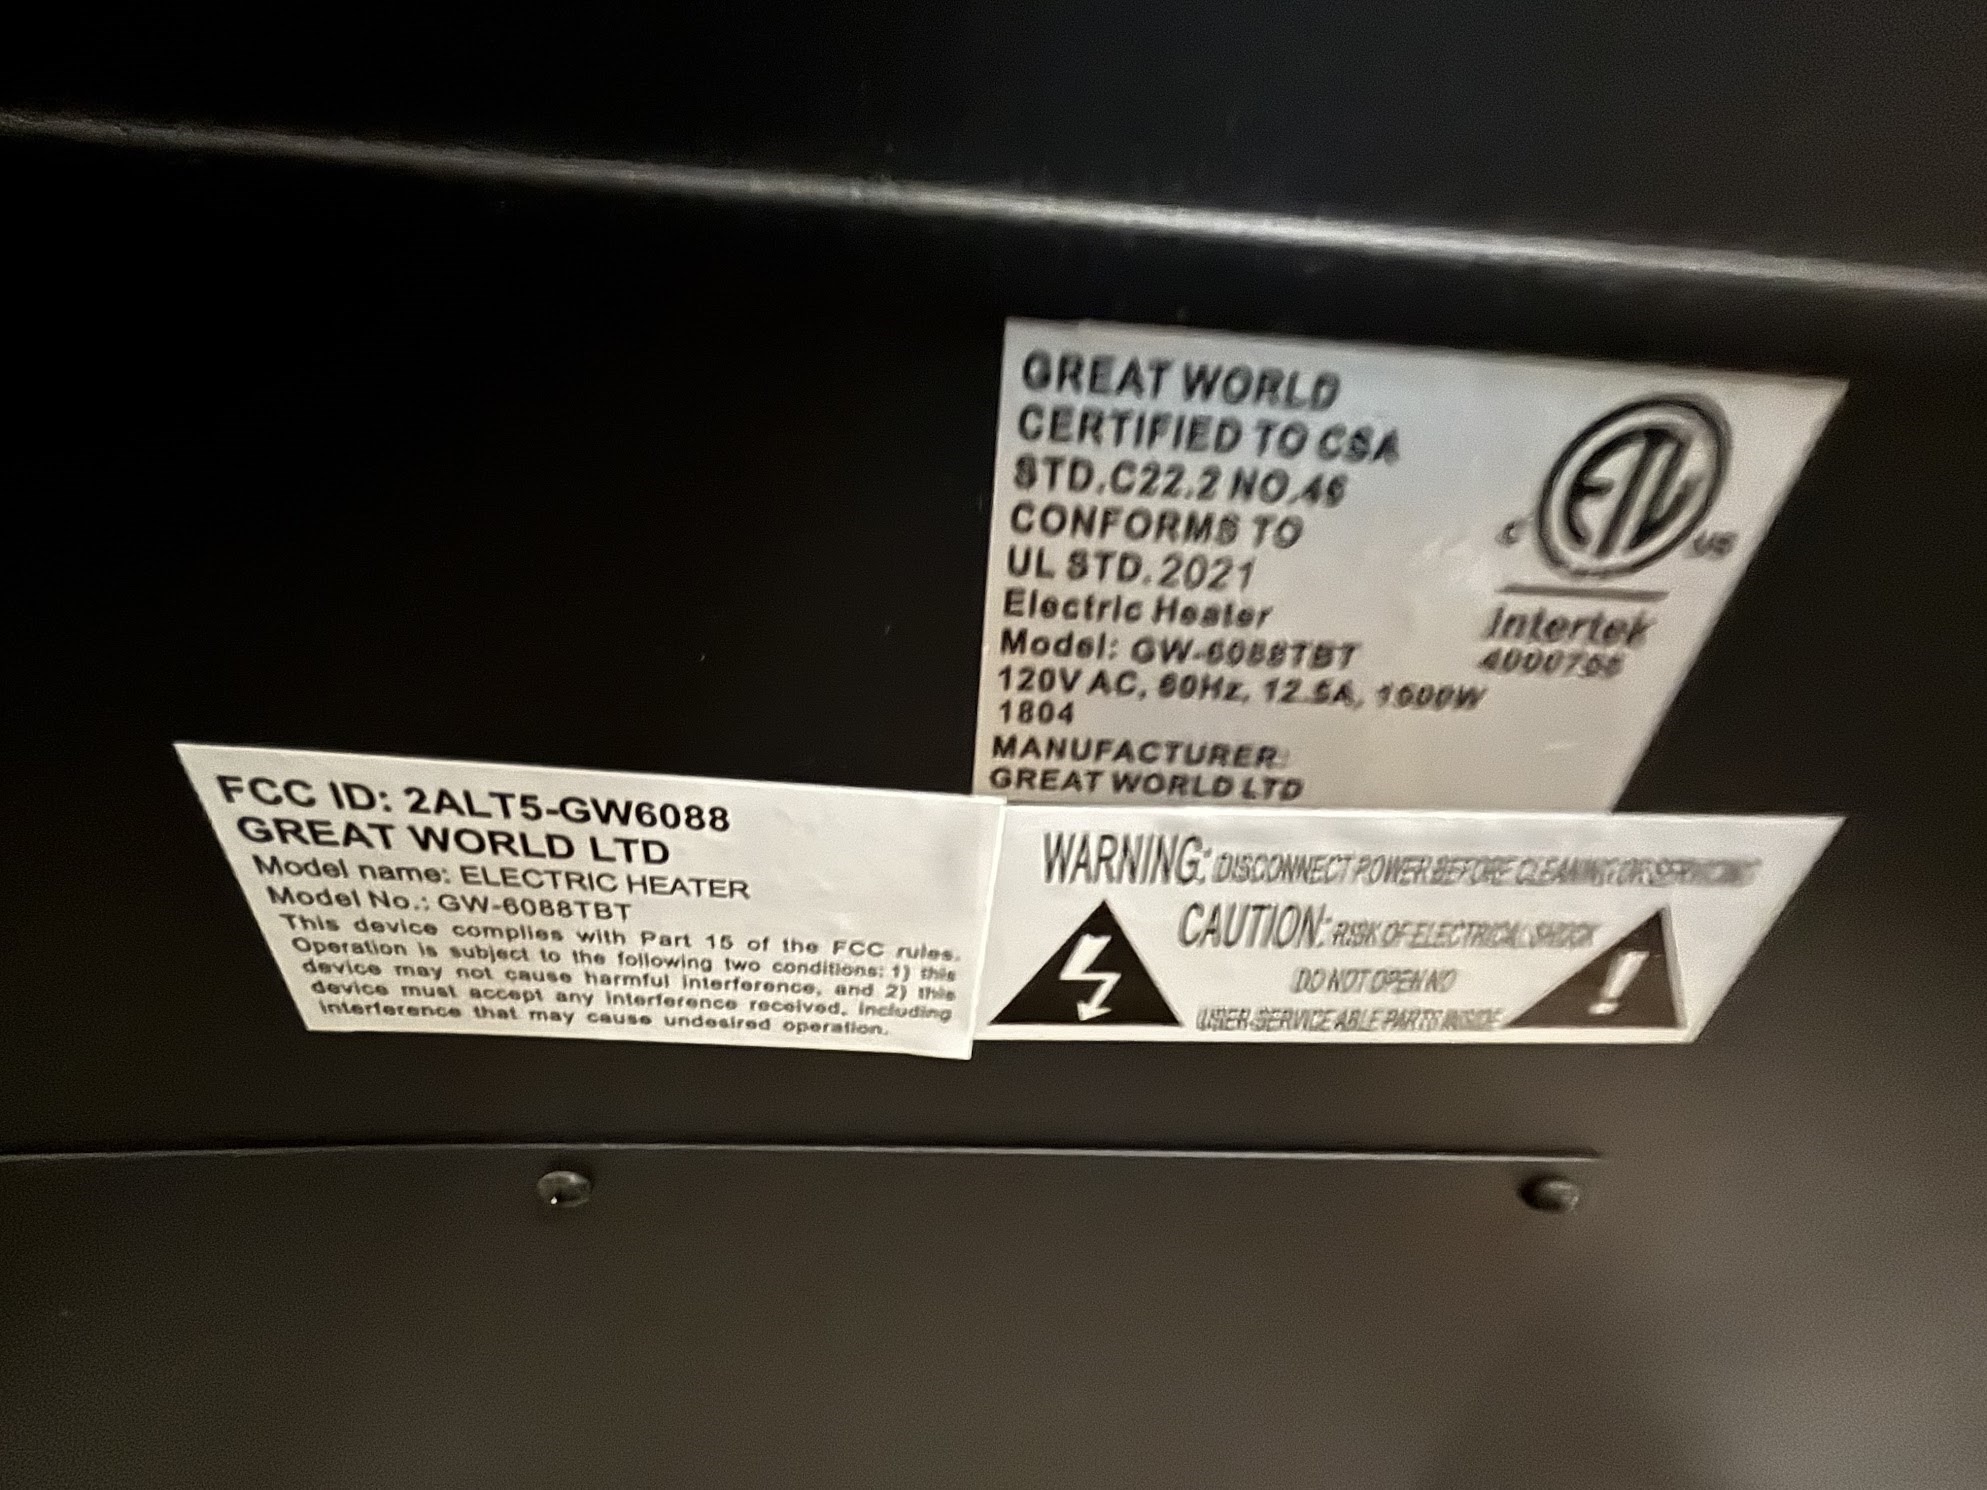 GREAT WORLD
CERTIFIED TO CSA
STD.C22.2 NO.46
CONFORMS TO
UL STD.2021
Electric Heater
Model: GW-6088TBT
120V AC, 60Hz, 12.5A, 1500W
1804
MANUFACTURER:
GREAT WORLD LTD
C ETL US
Intertek
FCC ID: 2ALT5-GW6088
GREAT WORLD LTD
Model name: ELECTRIC HEATER
Model No.: GW-6088TBT
This device complies with Part 15 of the FCC rules.
Operation is subject to the following two conditions: 1) this
device may not cause harmful interference, and 2) this
device must accept any interference received, including
interference that may cause undesired operation.
WARNING: DISCONNECT POWER BEFORE CLEANING OR SERVICING
CAUTION: RISK OF ELECTRICAL SHOCK
DO NOT OPEN NO
USER-SERVICEABLE PARTS INSIDE